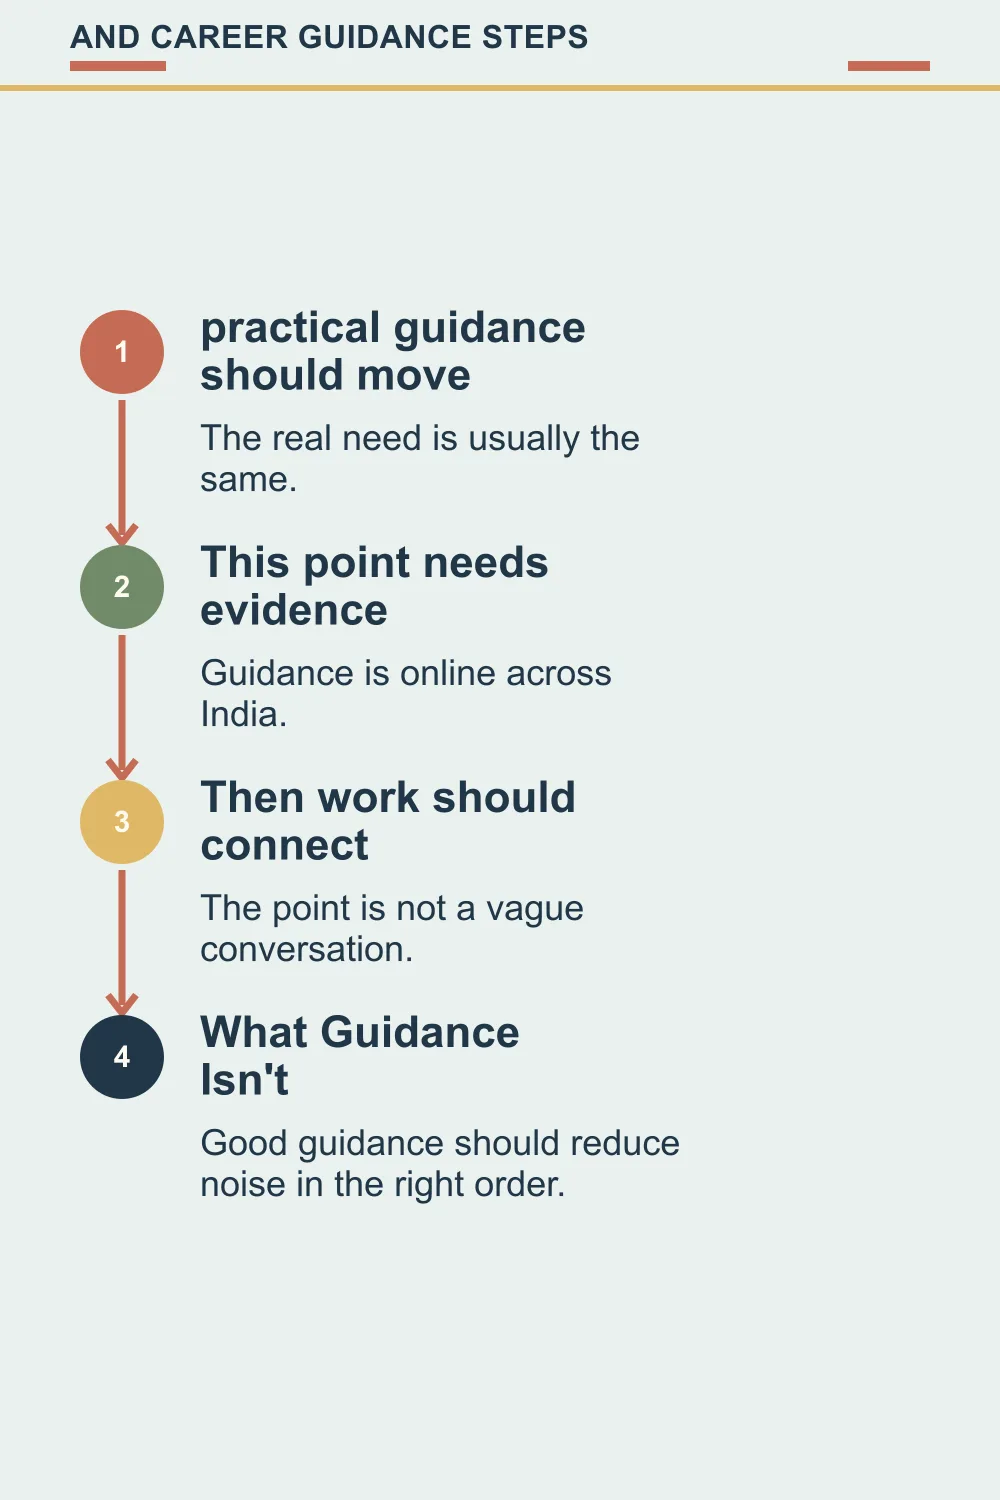 AND CAREER GUIDANCE STEPS
1
practical guidance
should move
The real need is usually the
same.
2
This point needs
evidence
Guidance is online across
India.
3
Then work should
connect
The point is not a vague
conversation.
4
What Guidance
Isn't
Good guidance should reduce
noise in the right order.